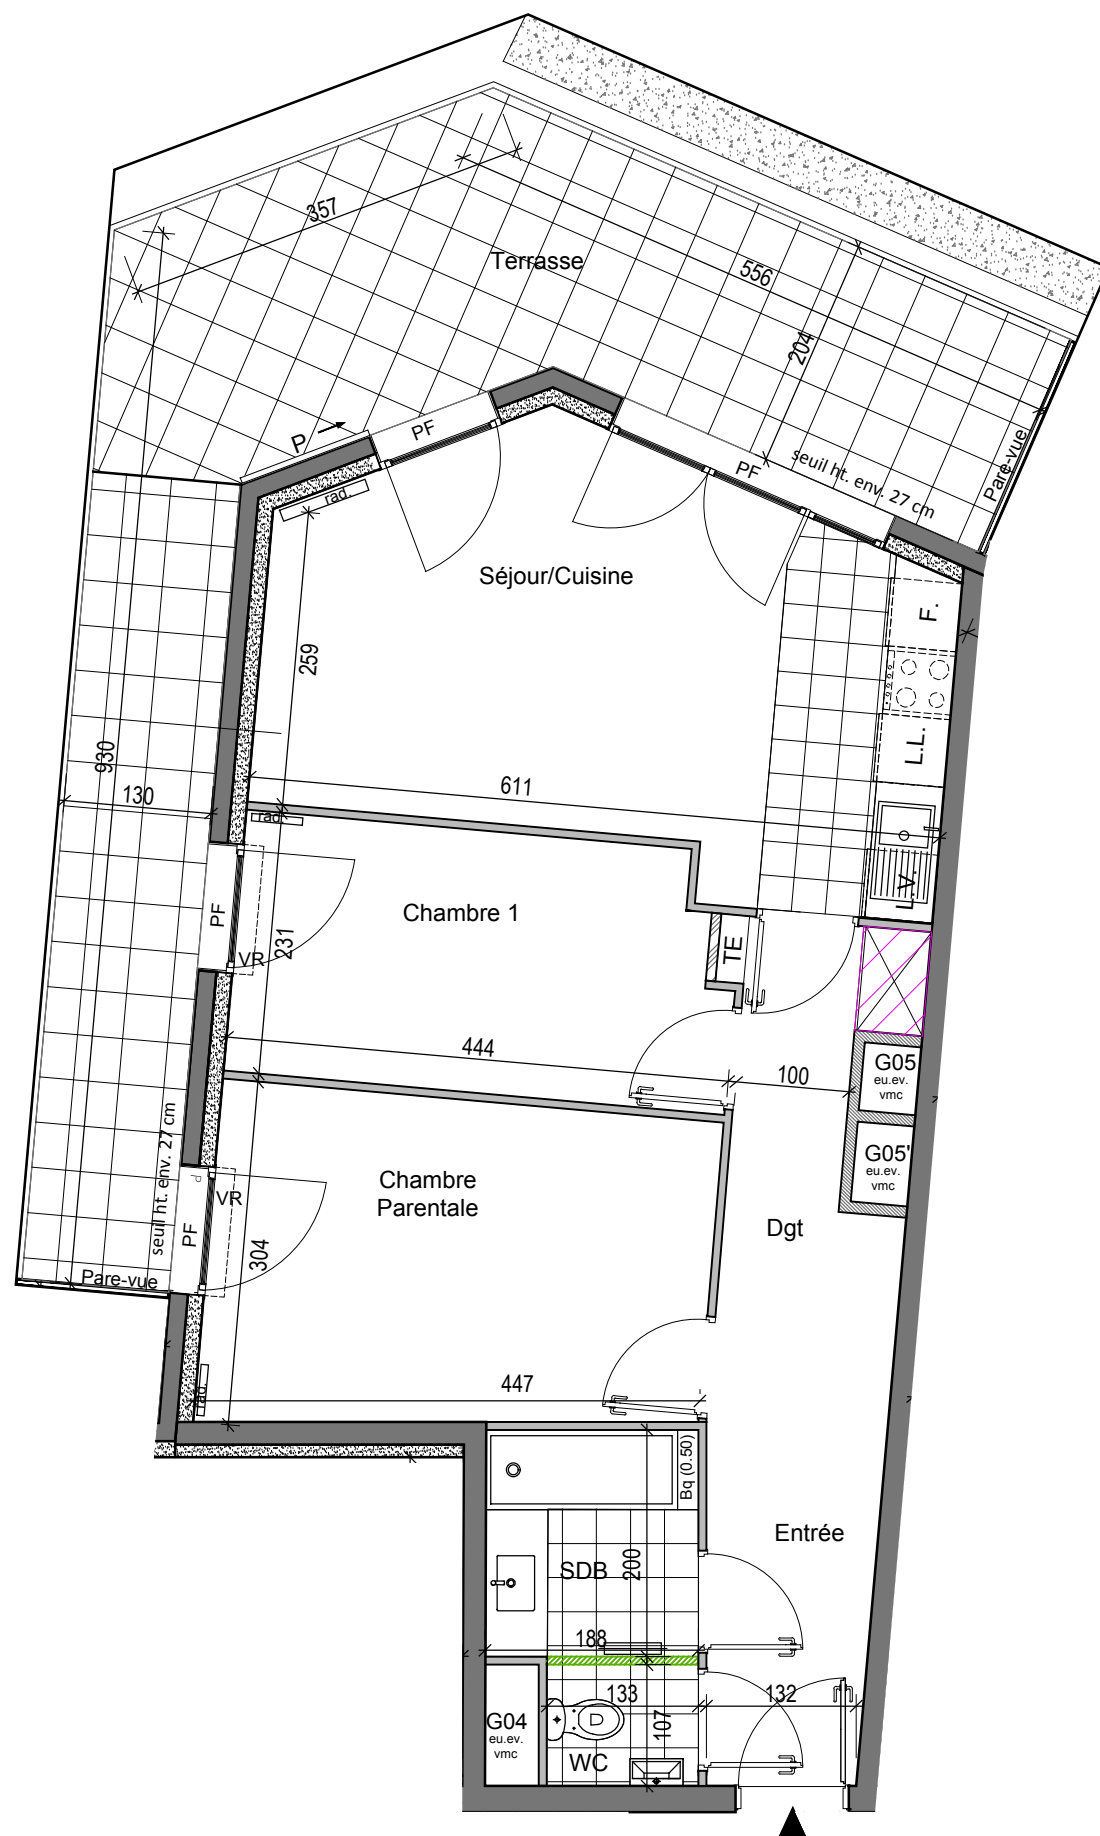 357
Terrasse
556
204
P
PF
PF
seuil ht. env. 27 cm
Pare-vue
rad.
Séjour/Cuisine
F.
259
L.L.
930
130
611
rad.
L.V.
Chambre 1
PF
VR
231
TE
444
100
G05
eu.ev.
vmc
G05'
eu.ev.
vmc
seuil ht. env. 27 cm
P
Chambre
Parentale
VR
PF
304
Dgt
Pare-vue
rad.
447
Bq (0.50)
Entrée
SDB
200
188
133
132
107
G04
eu.ev.
vmc
WC